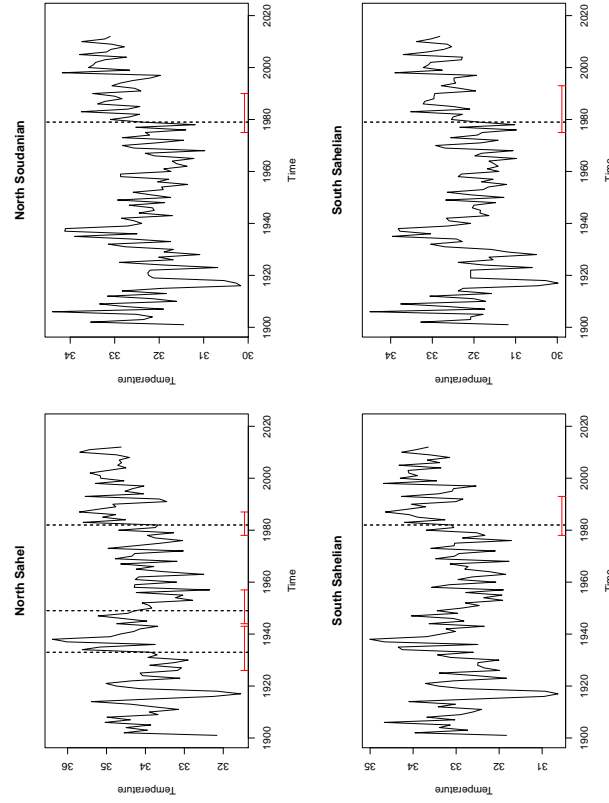 North Sahel
Temperature
32 33 34 35 36
1900 1920 1940 1960 1980 2000 2020
Time
North Soudanian
Temperature
30 31 32 33 34
1900 1920 1940 1960 1980 2000 2020
Time
South Sahelian
Temperature
31 32 33 34 35
1900 1920 1940 1960 1980 2000 2020
Time
South Sahelian
Temperature
30 31 32 33 34
1900 1920 1940 1960 1980 2000 2020
Time